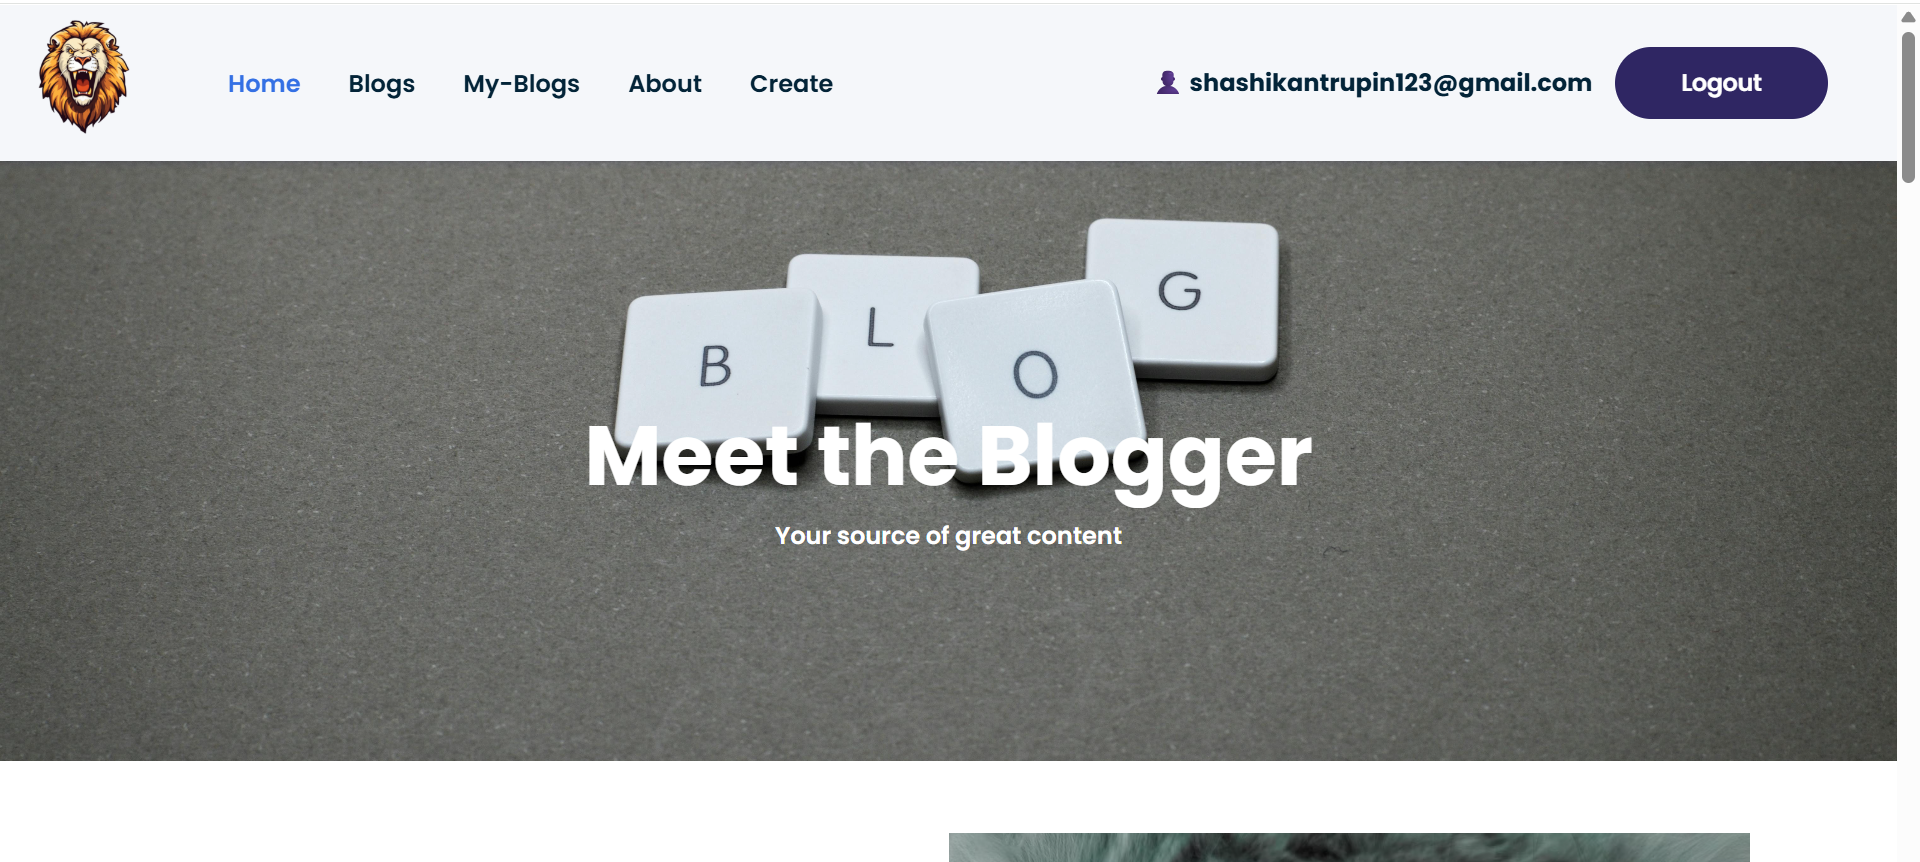 Home Blogs My-Blogs About Create shashikantrupin123@gmail.com Logout
G
L
B
O
Meet the Blogger
Your source of great content